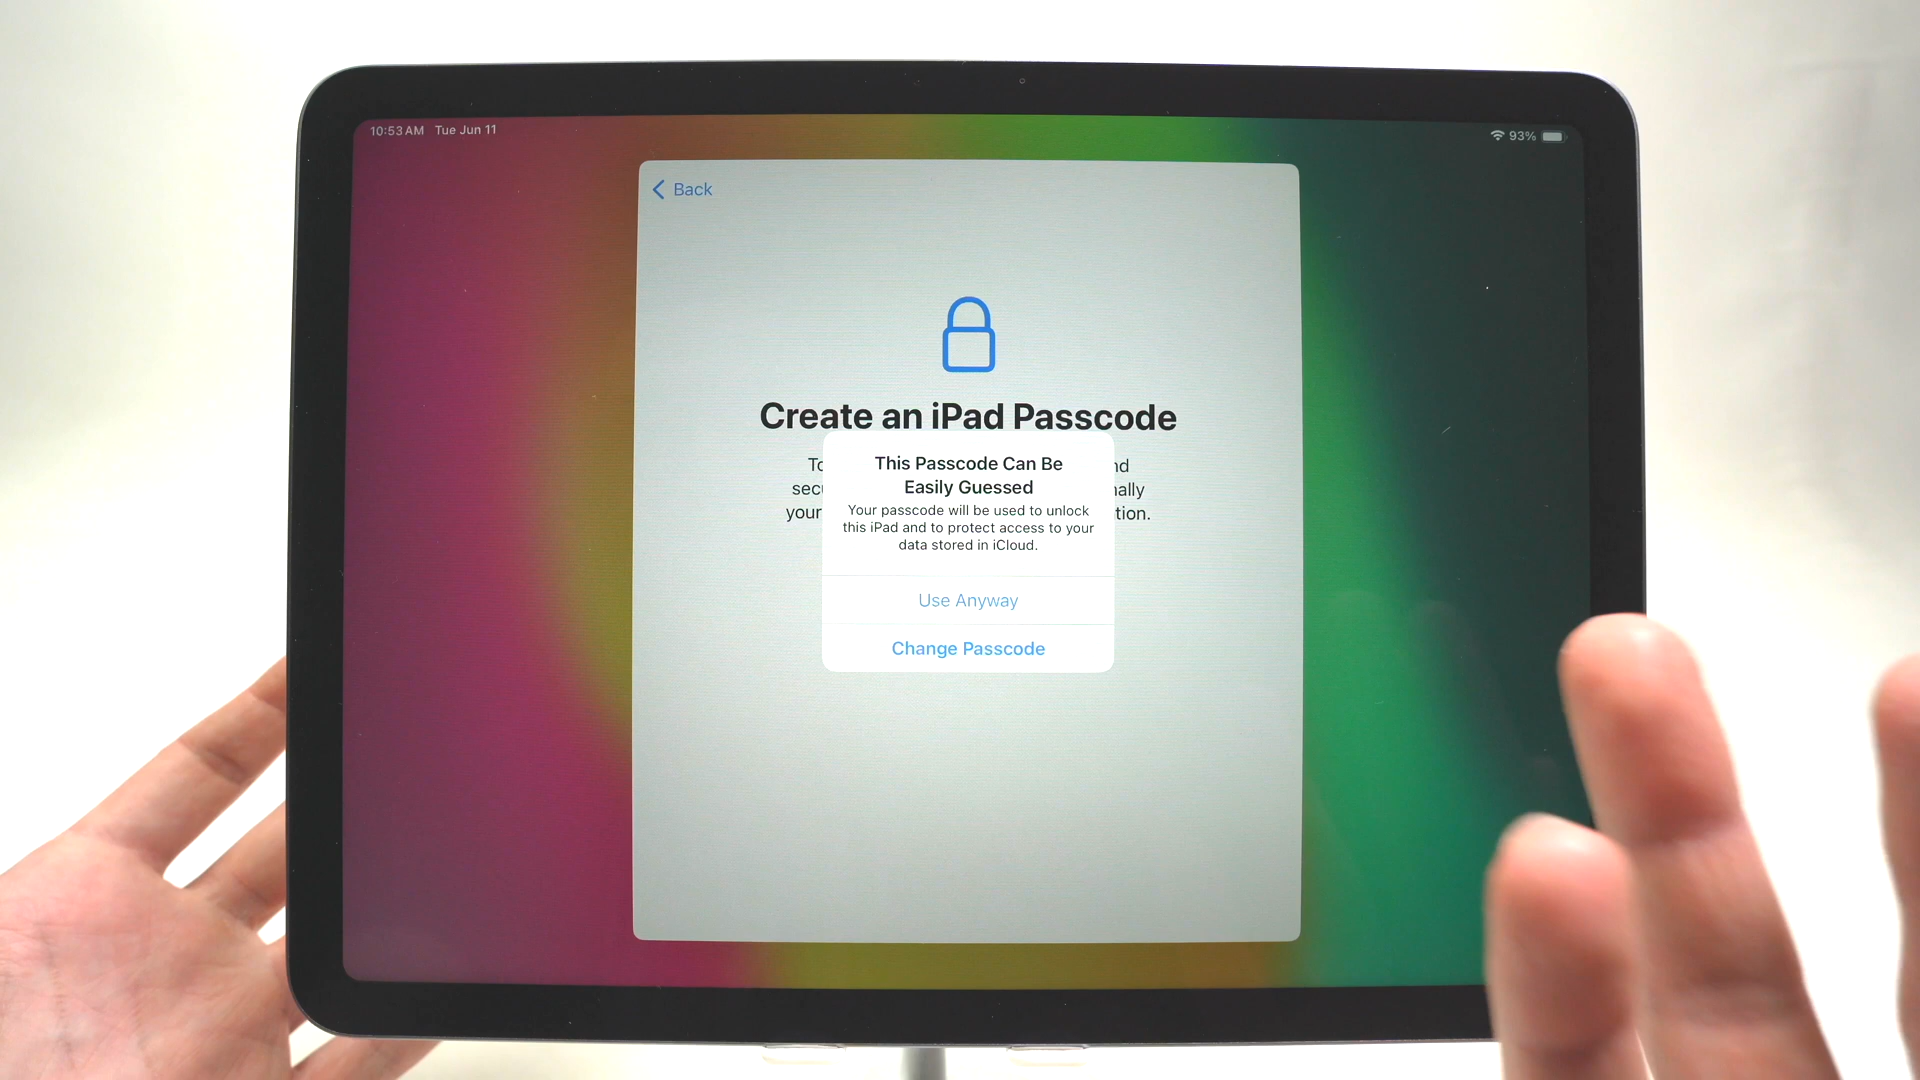 10:53 AM Tue Jun 11
93%
Back
Create an iPad Passcode
This Passcode Can Be
Easily Guessed
Your passcode will be used to unlock
this iPad and to protect access to your
data stored in iCloud.
Use Anyway
Change Passcode